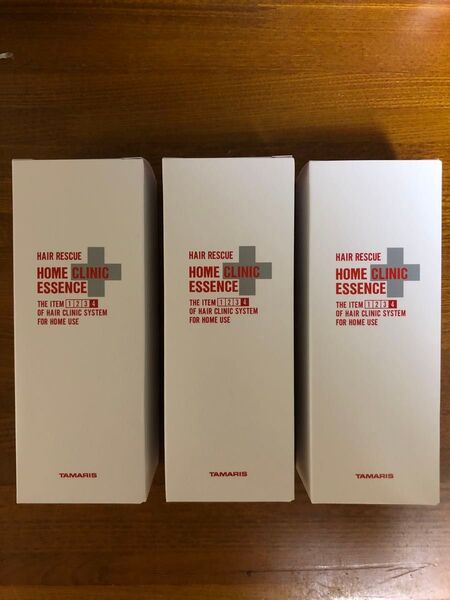 HAIR RESCUE
HOME CLINIC
ESSENCE
THE ITEM 1 2 3 4
OF HAIR CLINIC SYSTEM
FOR HOME USE
TAMARIS
HAIR RESCUE
HOME CLINIC
ESSENCE
THE ITEM 1 2 3 4
OF HAIR CLINIC SYSTEM
FOR HOME USE
TAMARIS
HAIR RESCUE
HOME CLINIC
ESSENCE
THE ITEM 1 2 3 4
OF HAIR CLINIC SYSTEM
FOR HOME USE
TAMARIS